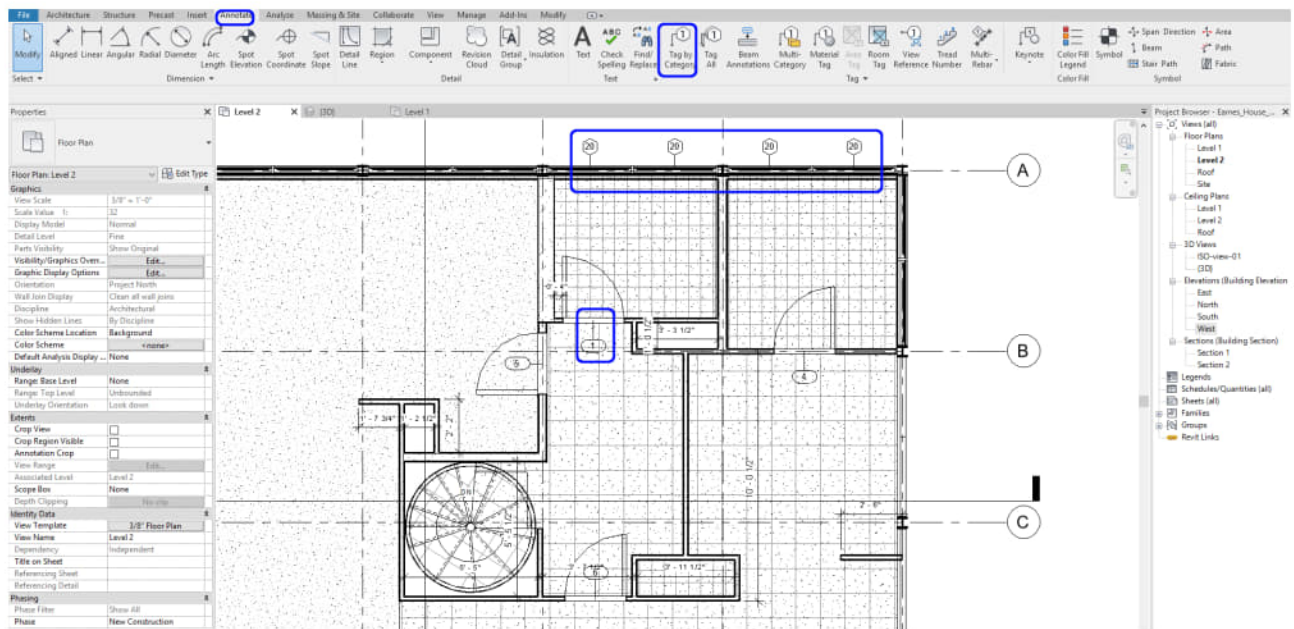 File Architecture Structure Precast Insert Annotate Analyze Massing & Site Collaborate View Manage Add-Ins Modify
Modify Aligned Linear Angular Radial Diameter Arc Length Spot Elevation Spot Coordinate Spot Slope Detail Line Region Component Revision Cloud Detail Group Insulation Text Check Spelling Find/Replace Tag by Category Tag All Beam Annotations Multi-Category Material Tag Area Tag Room Tag View Reference Tread Number Multi-Rebar Keynote Color Fill Legend Symbol Span Direction Beam Stair Path Area Path Fabric
Select Dimension Detail Text Tag Color Fill Symbol
Properties
Floor Plan
Floor Plan: Level 2 Edit Type
Graphics
View Scale 3/8" = 1'-0"
Scale Value 1: 32
Display Model Normal
Detail Level Fine
Parts Visibility Show Original
Visibility/Graphics Overr... Edit...
Graphic Display Options Edit...
Orientation Project North
Wall Join Display Clean all wall joins
Discipline Architectural
Show Hidden Lines By Discipline
Color Scheme Location Background
Color Scheme <none>
Default Analysis Display ... None
Underlay
Range: Base Level None
Range: Top Level Unbounded
Underlay Orientation Look down
Extents
Crop View
Crop Region Visible
Annotation Crop
View Range Edit...
Associated Level Level 2
Scope Box None
Depth Clipping No clip
Identity Data
View Template 3/8" Floor Plan
View Name Level 2
Dependency Independent
Title on Sheet
Referencing Sheet
Referencing Detail
Phasing
Phase Filter Show All
Phase New Construction
Level 2 {3D} Level 1
20 20 20 20
A
3' - 3 1/2"
1
B
5
4
1' - 7 3/4" 1' - 2 1/2"
DN
10' - 0 1/2"
2' - 6"
C
6
3' - 11 1/2"
Project Browser - Eames_House_...
Views (all)
Floor Plans
Level 1
Level 2
Roof
Site
Ceiling Plans
Level 1
Level 2
Roof
3D Views
ISO-view-01
{3D}
Elevations (Building Elevation
East
North
South
West
Sections (Building Section)
Section 1
Section 2
Legends
Schedules/Quantities (all)
Sheets (all)
Families
Groups
Revit Links